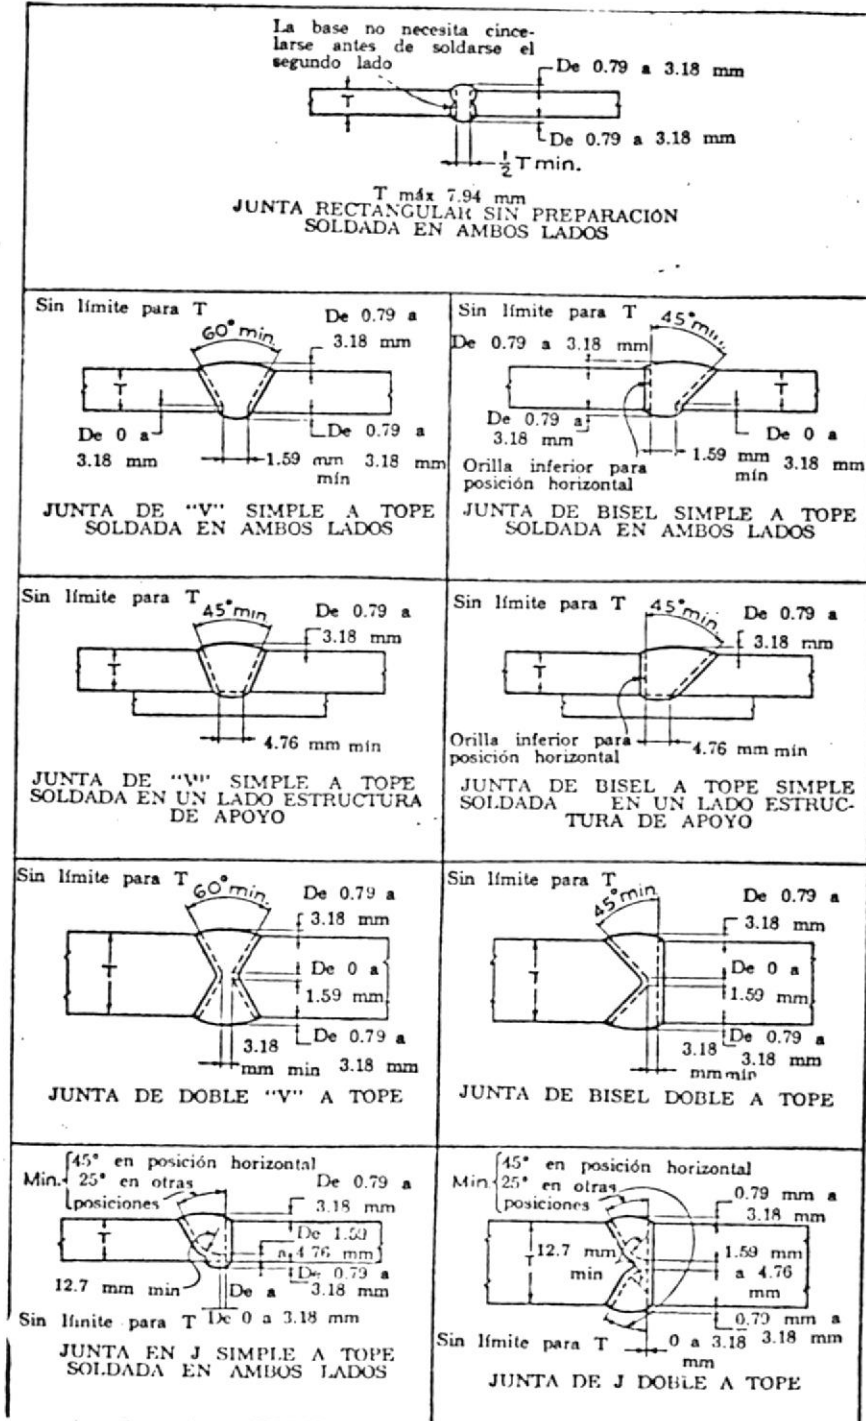 La base no necesita cince-
larse antes de soldarse el
segundo lado
De 0.79 a 3.18 mm
T
De 0.79 a 3.18 mm
½ T min.
T máx 7.94 mm
JUNTA RECTANGULAR SIN PREPARACIÓN
SOLDADA EN AMBOS LADOS
Sin límite para T
60° min.
De 0.79 a
3.18 mm
T
De 0 a
3.18 mm
1.59 mm
mín
De 0.79 a
3.18 mm
JUNTA DE "V" SIMPLE A TOPE
SOLDADA EN AMBOS LADOS
Sin límite para T
45° min.
De 0.79 a 3.18 mm
T
De 0.79 a
3.18 mm
De 0 a
3.18 mm
1.59 mm
mín
Orilla inferior para
posición horizontal
JUNTA DE BISEL SIMPLE A TOPE
SOLDADA EN AMBOS LADOS
Sin límite para T
45° min
De 0.79 a
3.18 mm
T
4.76 mm min
JUNTA DE "V" SIMPLE A TOPE
SOLDADA EN UN LADO ESTRUCTURA
DE APOYO
Sin límite para T
45° min.
De 0.79 a
3.18 mm
T
Orilla inferior para
posición horizontal
4.76 mm min
JUNTA DE BISEL A TOPE SIMPLE
SOLDADA EN UN LADO ESTRUC-
TURA DE APOYO
Sin límite para T
60° min.
De 0.79 a
3.18 mm
T
De 0 a
1.59 mm
De 0.79 a
3.18 mm
3.18
mm min
JUNTA DE DOBLE "V" A TOPE
Sin límite para T
45° min.
De 0.79 a
3.18 mm
T
De 0 a
1.59 mm
De 0.79 a
3.18 mm
3.18
mm min
JUNTA DE BISEL DOBLE A TOPE
Min.
45° en posición horizontal
25° en otras
posiciones
De 0.79 a
3.18 mm
T
De 1.59
a 4.76 mm
De 0.79 a
3.18 mm
12.7 mm min
De a
De 0 a 3.18 mm
Sin límite para T
JUNTA EN J SIMPLE A TOPE
SOLDADA EN AMBOS LADOS
Min
45° en posición horizontal
25° en otras
posiciones
0.79 mm a
3.18 mm
T
12.7 mm
min
1.59 mm
a 4.76
mm
0.79 mm a
3.18 mm
Sin límite para T
0 a 3.18
mm
JUNTA DE J DOBLE A TOPE